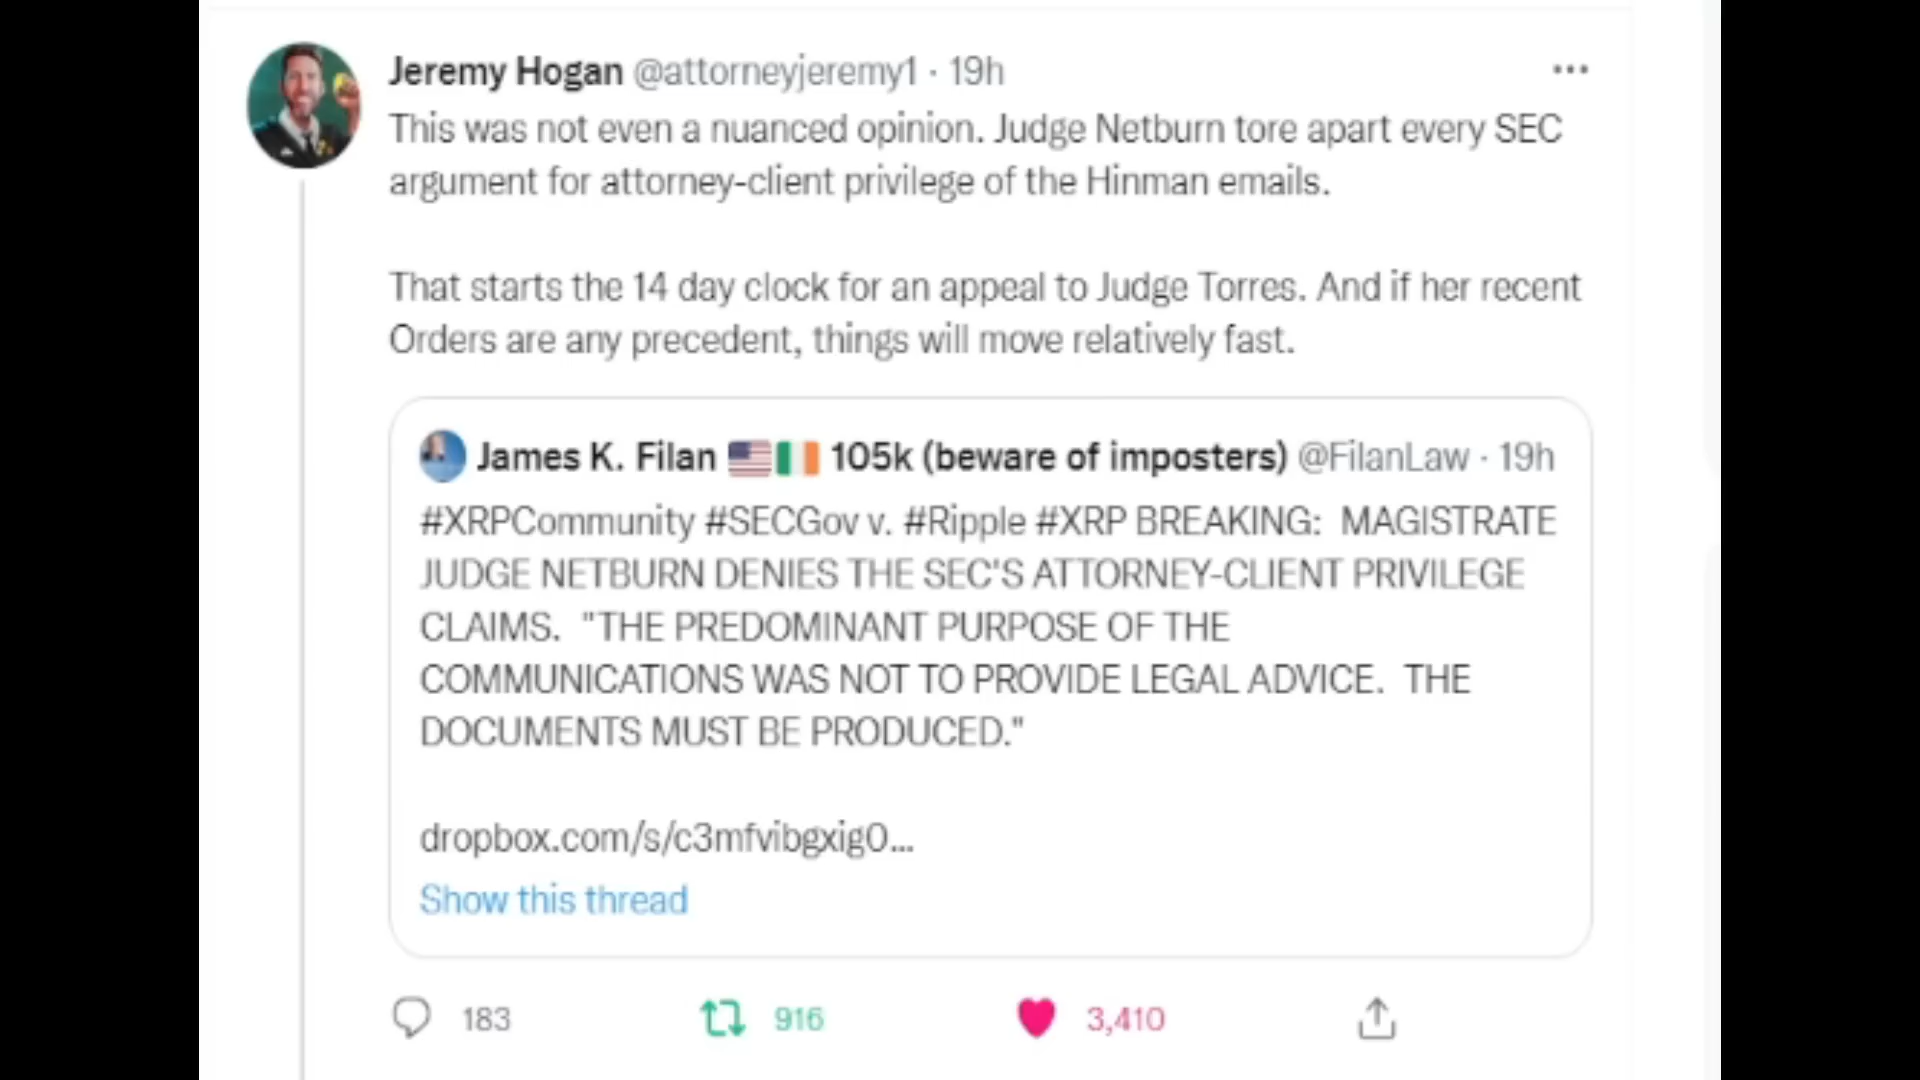 Jeremy Hogan @attorneyjeremy1 · 19h
This was not even a nuanced opinion. Judge Netburn tore apart every SEC
argument for attorney-client privilege of the Hinman emails.
That starts the 14 day clock for an appeal to Judge Torres. And if her recent
Orders are any precedent, things will move relatively fast.
James K. Filan 🇺🇸🇮🇪 105k (beware of imposters) @FilanLaw · 19h
#XRPCommunity #SECGov v. #Ripple #XRP BREAKING: MAGISTRATE
JUDGE NETBURN DENIES THE SEC'S ATTORNEY-CLIENT PRIVILEGE
CLAIMS. "THE PREDOMINANT PURPOSE OF THE
COMMUNICATIONS WAS NOT TO PROVIDE LEGAL ADVICE. THE
DOCUMENTS MUST BE PRODUCED."
dropbox.com/s/c3mfvibgxig0...
Show this thread
183 916 3,410